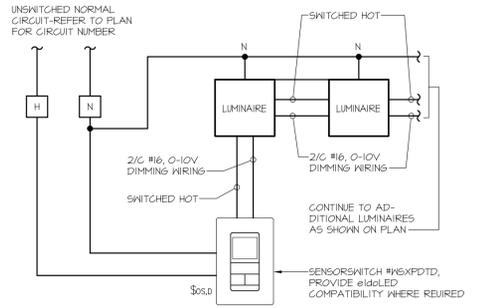 UNSWITCHED NORMAL
CIRCUIT-REFER TO PLAN
FOR CIRCUIT NUMBER
SWITCHED HOT
N
N
H
N
LUMINAIRE
LUMINAIRE
2/C #16, 0-10V
DIMMING WIRING
2/C #16, 0-10V
DIMMING WIRING
SWITCHED HOT
CONTINUE TO AD-
DITIONAL LUMINAIRES
AS SHOWN ON PLAN
SENSORSWITCH #WSXPDTD,
PROVIDE eldoLED
COMPATIBILITY WHERE REUIRED
$OS,D